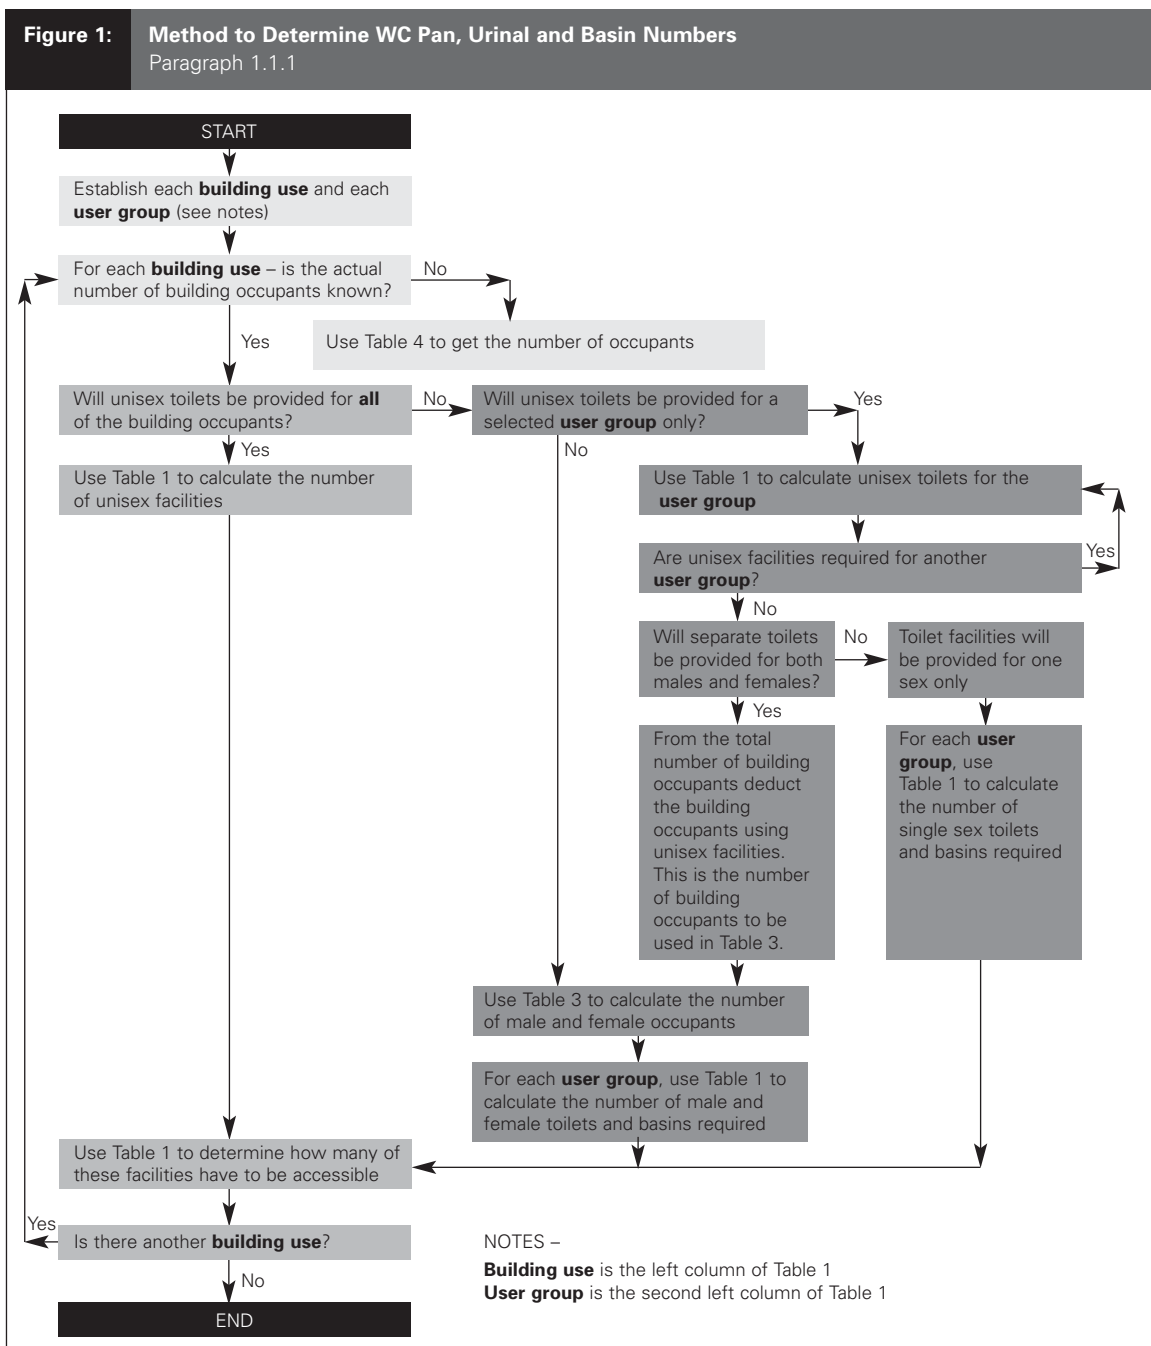 Figure 1:
Method to Determine WC Pan, Urinal and Basin Numbers
Paragraph 1.1.1
START
Establish each building use and each
user group (see notes)
For each building use – is the actual
number of building occupants known?
No
Use Table 4 to get the number of occupants
Yes
Will unisex toilets be provided for all
of the building occupants?
No
Will unisex toilets be provided for a
selected user group only?
Yes
Yes
No
Use Table 1 to calculate the number
of unisex facilities
Use Table 1 to calculate unisex toilets for the
user group
Are unisex facilities required for another
user group?
Yes
No
Will separate toilets
be provided for both
males and females?
No
Toilet facilities will
be provided for one
sex only
Yes
From the total
number of building
occupants deduct
the building
occupants using
unisex facilities.
This is the number
of building
occupants to be
used in Table 3.
For each user
group, use
Table 1 to calculate
the number of
single sex toilets
and basins required
Use Table 3 to calculate the number
of male and female occupants
For each user group, use Table 1 to
calculate the number of male and
female toilets and basins required
Use Table 1 to determine how many of
these facilities have to be accessible
Yes
Is there another building use?
No
END
NOTES –
Building use is the left column of Table 1
User group is the second left column of Table 1